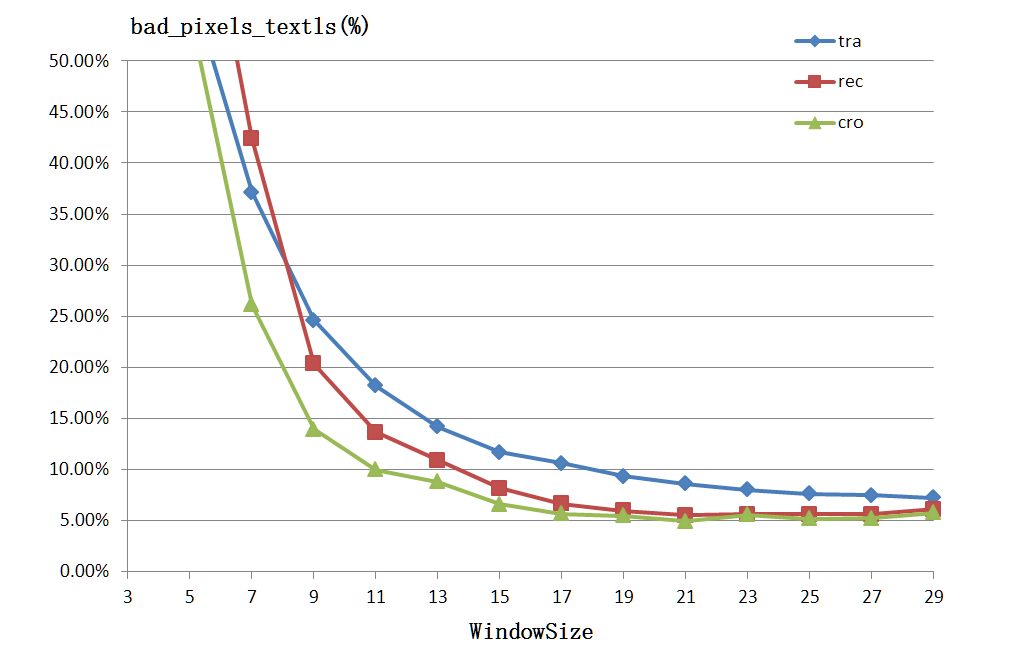 bad_pixels_textls(%)
tra
rec
cro
50.00%
45.00%
40.00%
35.00%
30.00%
25.00%
20.00%
15.00%
10.00%
5.00%
0.00%
3 5 7 9 11 13 15 17 19 21 23 25 27 29
WindowSize